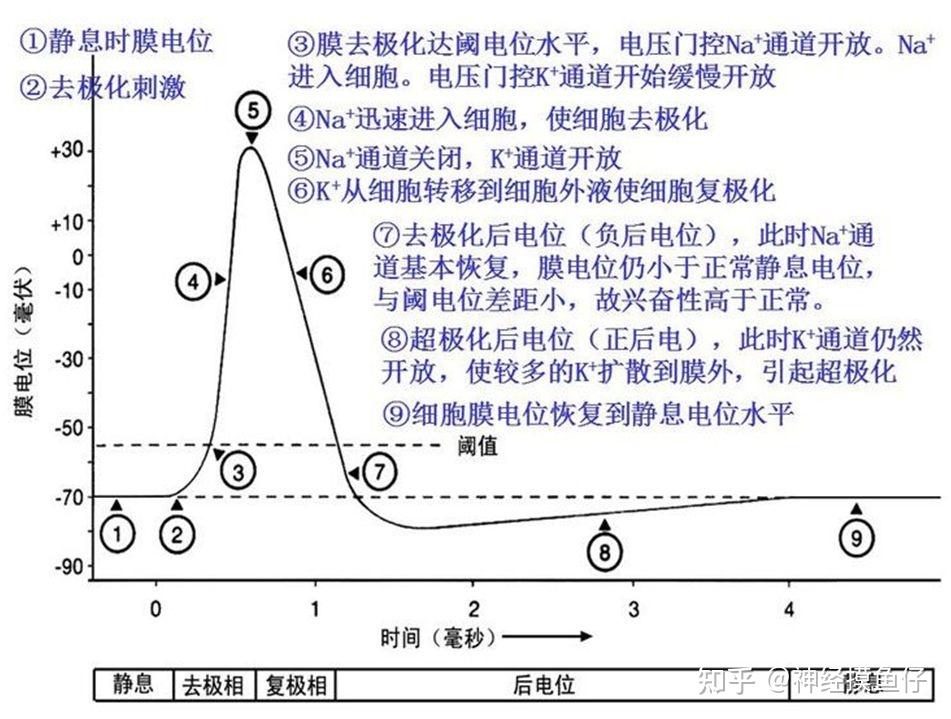 ①静息时膜电位
②去极化刺激
③膜去极化达阈电位水平，电压门控Na⁺通道开放。Na⁺
进入细胞。电压门控K⁺通道开始缓慢开放
④Na⁺迅速进入细胞，使细胞去极化
⑤Na⁺通道关闭，K⁺通道开放
⑥K⁺从细胞转移到细胞外液使细胞复极化
⑦去极化后电位（负后电位），此时Na⁺通
道基本恢复，膜电位仍小于正常静息电位，
与阈电位差距小，故兴奋性高于正常。
⑧超极化后电位（正后电），此时K⁺通道仍然
开放，使较多的K⁺扩散到膜外，引起超极化
⑨细胞膜电位恢复到静息电位水平
膜电位（毫伏）
+30
+10
0
-10
-30
-50
-70
-90
⑤
④
⑥
③
⑦
①
②
⑧
⑨
阈值
0 1 2 3 4
时间（毫秒）
静息 去极相 复极相 后电位 静息
知乎 @神经摸鱼仔